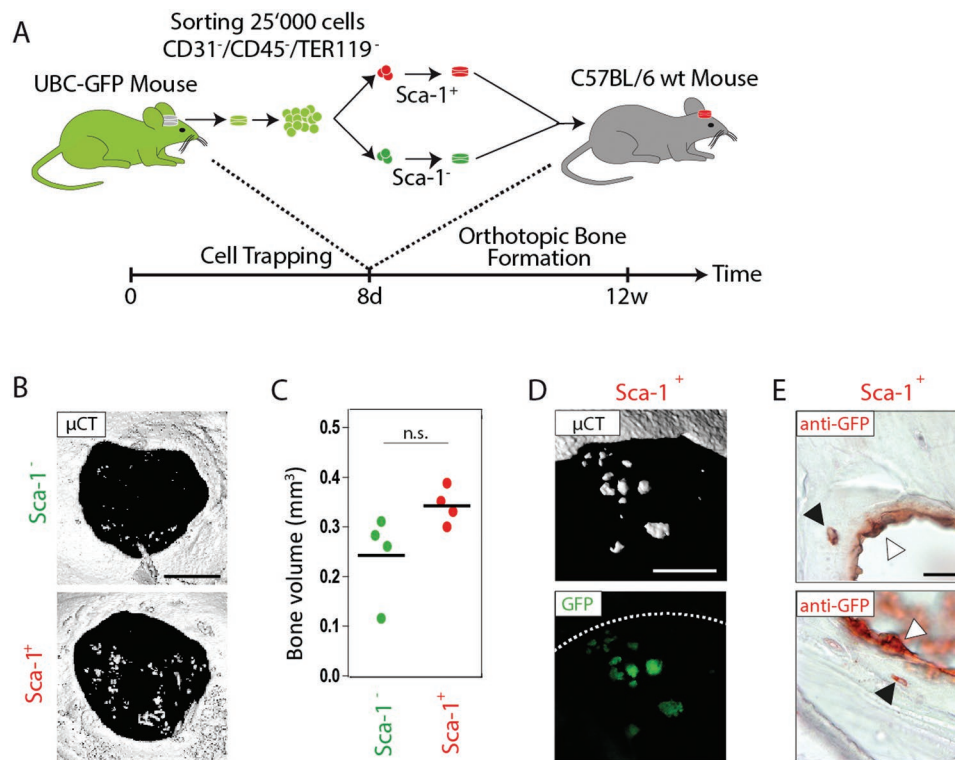 A
Sorting 25'000 cells
CD31⁻/CD45⁻/TER119⁻
UBC-GFP Mouse
Sca-1⁺
Sca-1⁻
C57BL/6 wt Mouse
Cell Trapping
Orthotopic Bone
Formation
Time
0
8d
12w
B
µCT
Sca-1⁻
Sca-1⁺
C
n.s.
Bone volume (mm³)
0.5
0.4
0.3
0.0
0.1
0.0
Sca-1⁻
Sca-1⁺
D
Sca-1⁺
µCT
GFP
E
Sca-1⁺
anti-GFP
anti-GFP